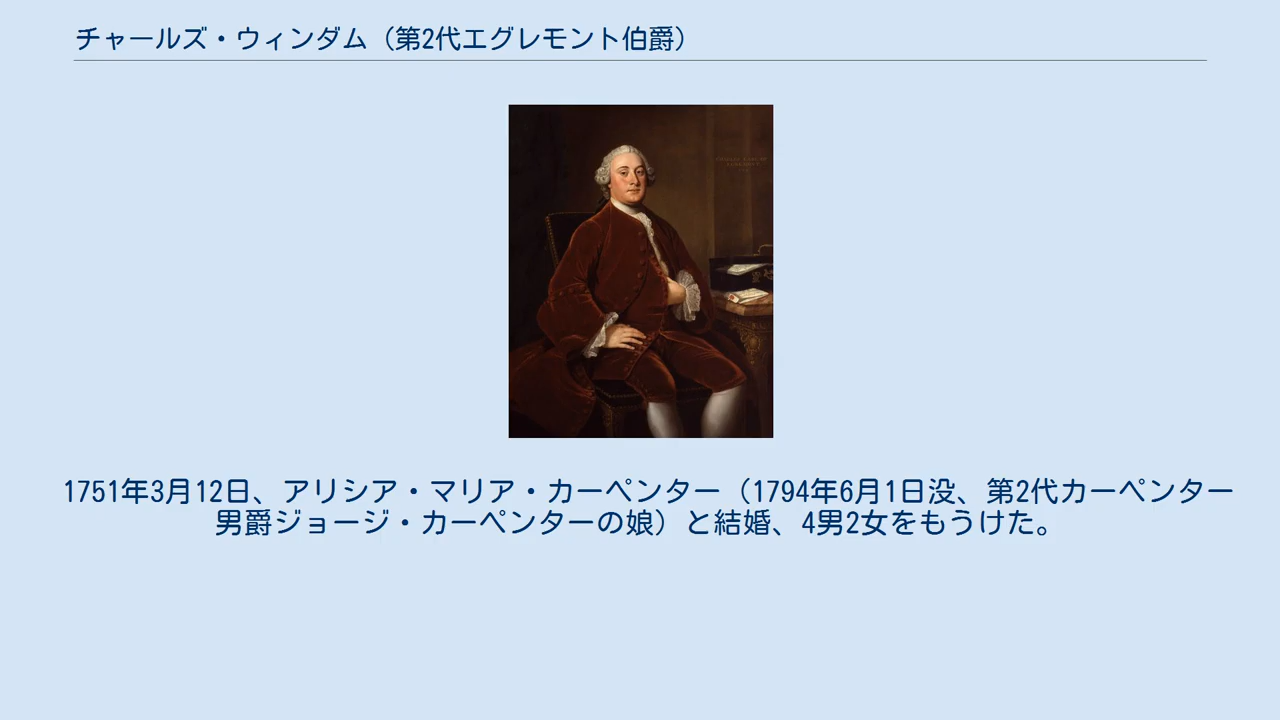 チャールズ・ウィンダム（第2代エグレモント伯爵）
1751年3月12日、アリシア・マリア・カーペンター（1794年6月1日没、第2代カーペンター
男爵ジョージ・カーペンターの娘）と結婚、4男2女をもうけた。